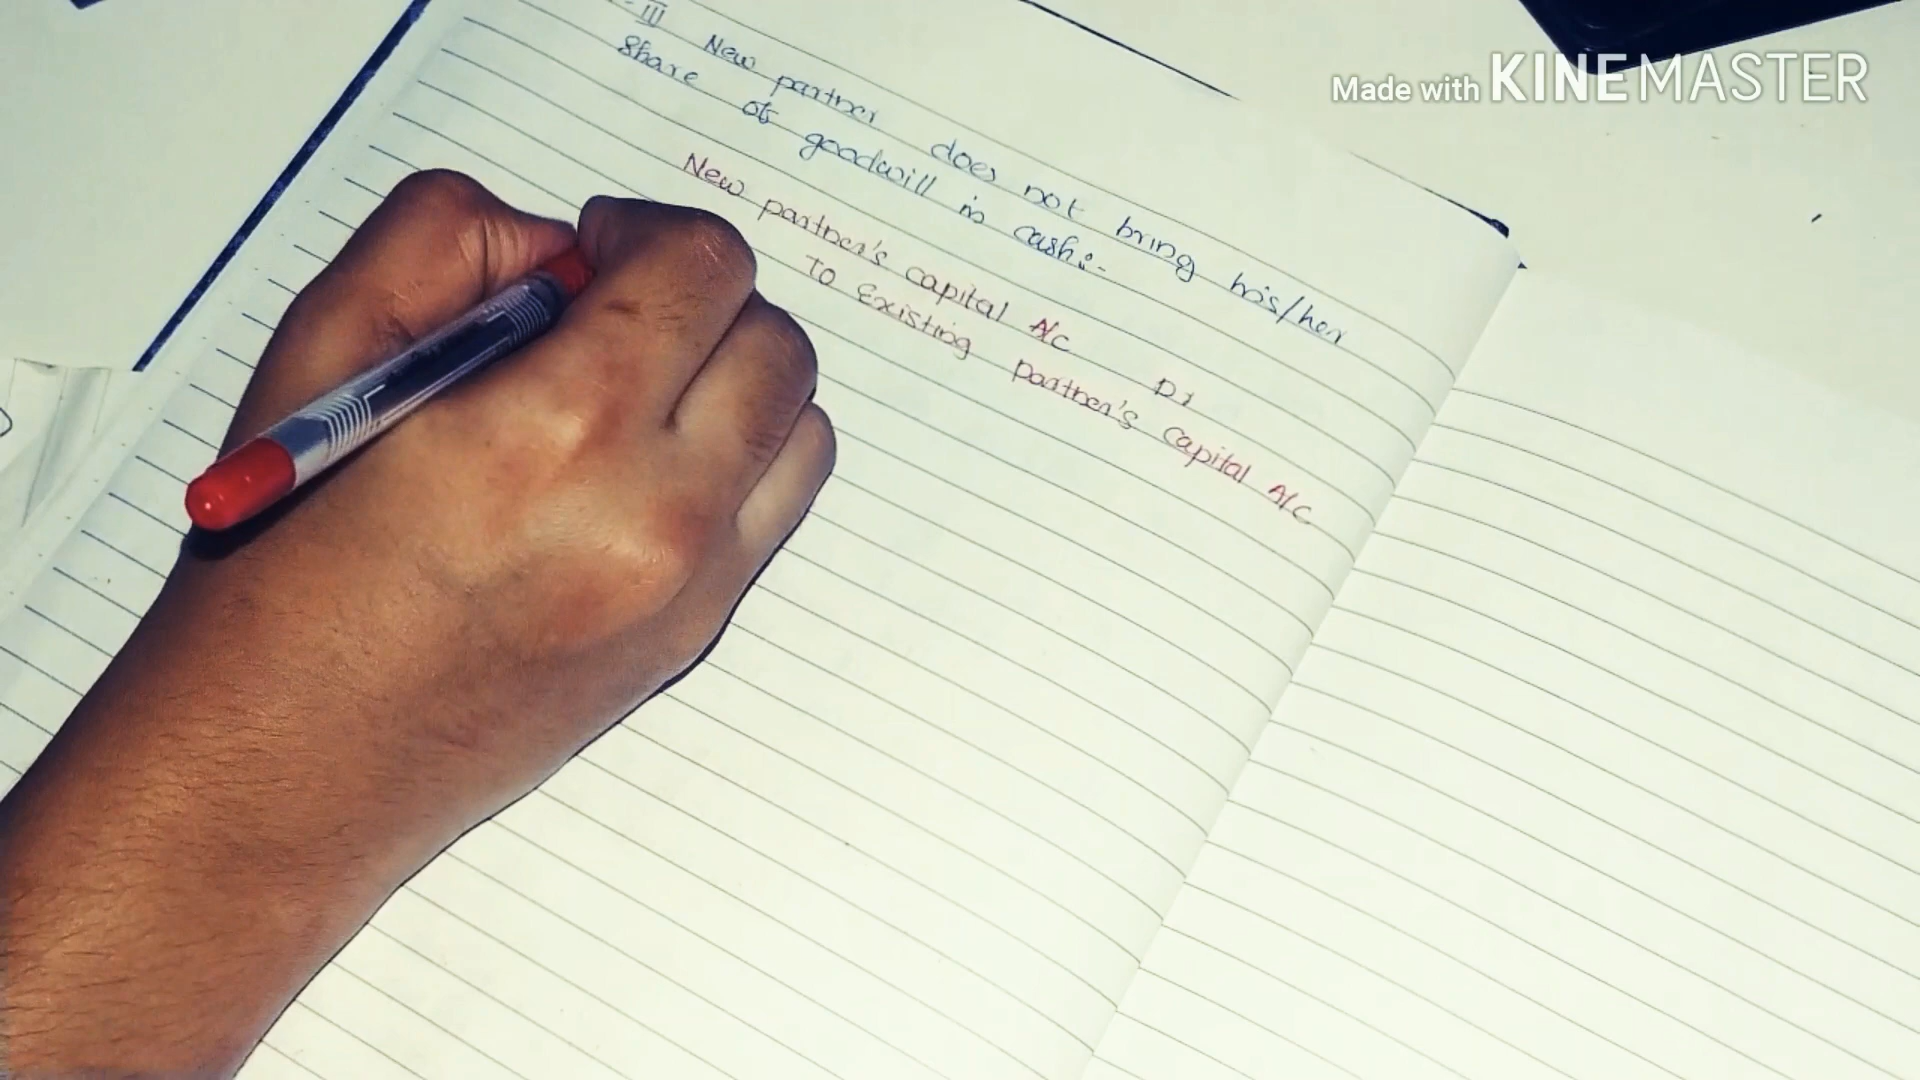 Made with KINEMASTER
- III New partner does not bring his/her
Share of goodwill in cash:-
New partner's capital A/c Dr
To Existing partner's capital A/c